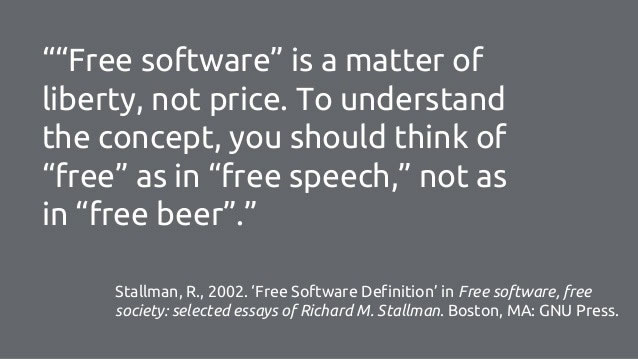 ““Free software” is a matter of
liberty, not price. To understand
the concept, you should think of
“free” as in “free speech,” not as
in “free beer”.”
Stallman, R., 2002. ‘Free Software Definition’ in Free software, free
society: selected essays of Richard M. Stallman. Boston, MA: GNU Press.